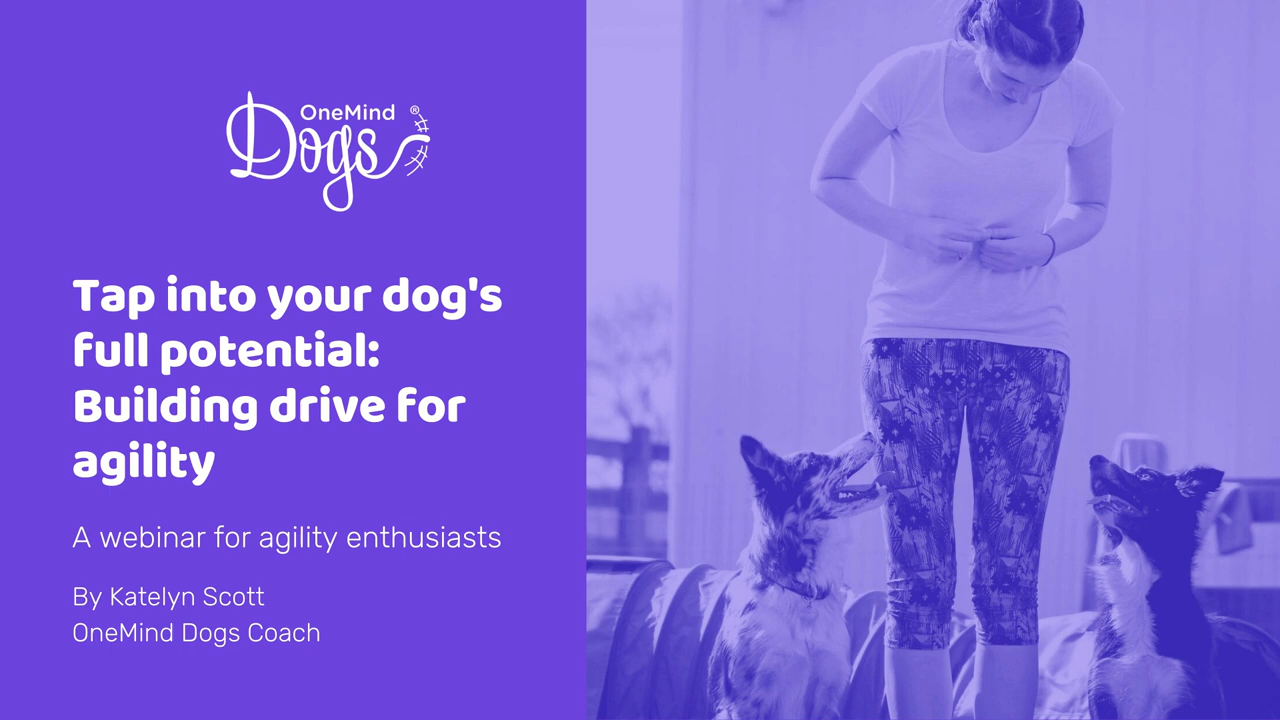 OneMind ®
Dogs
Tap into your dog's
full potential:
Building drive for
agility
A webinar for agility enthusiasts
By Katelyn Scott
OneMind Dogs Coach